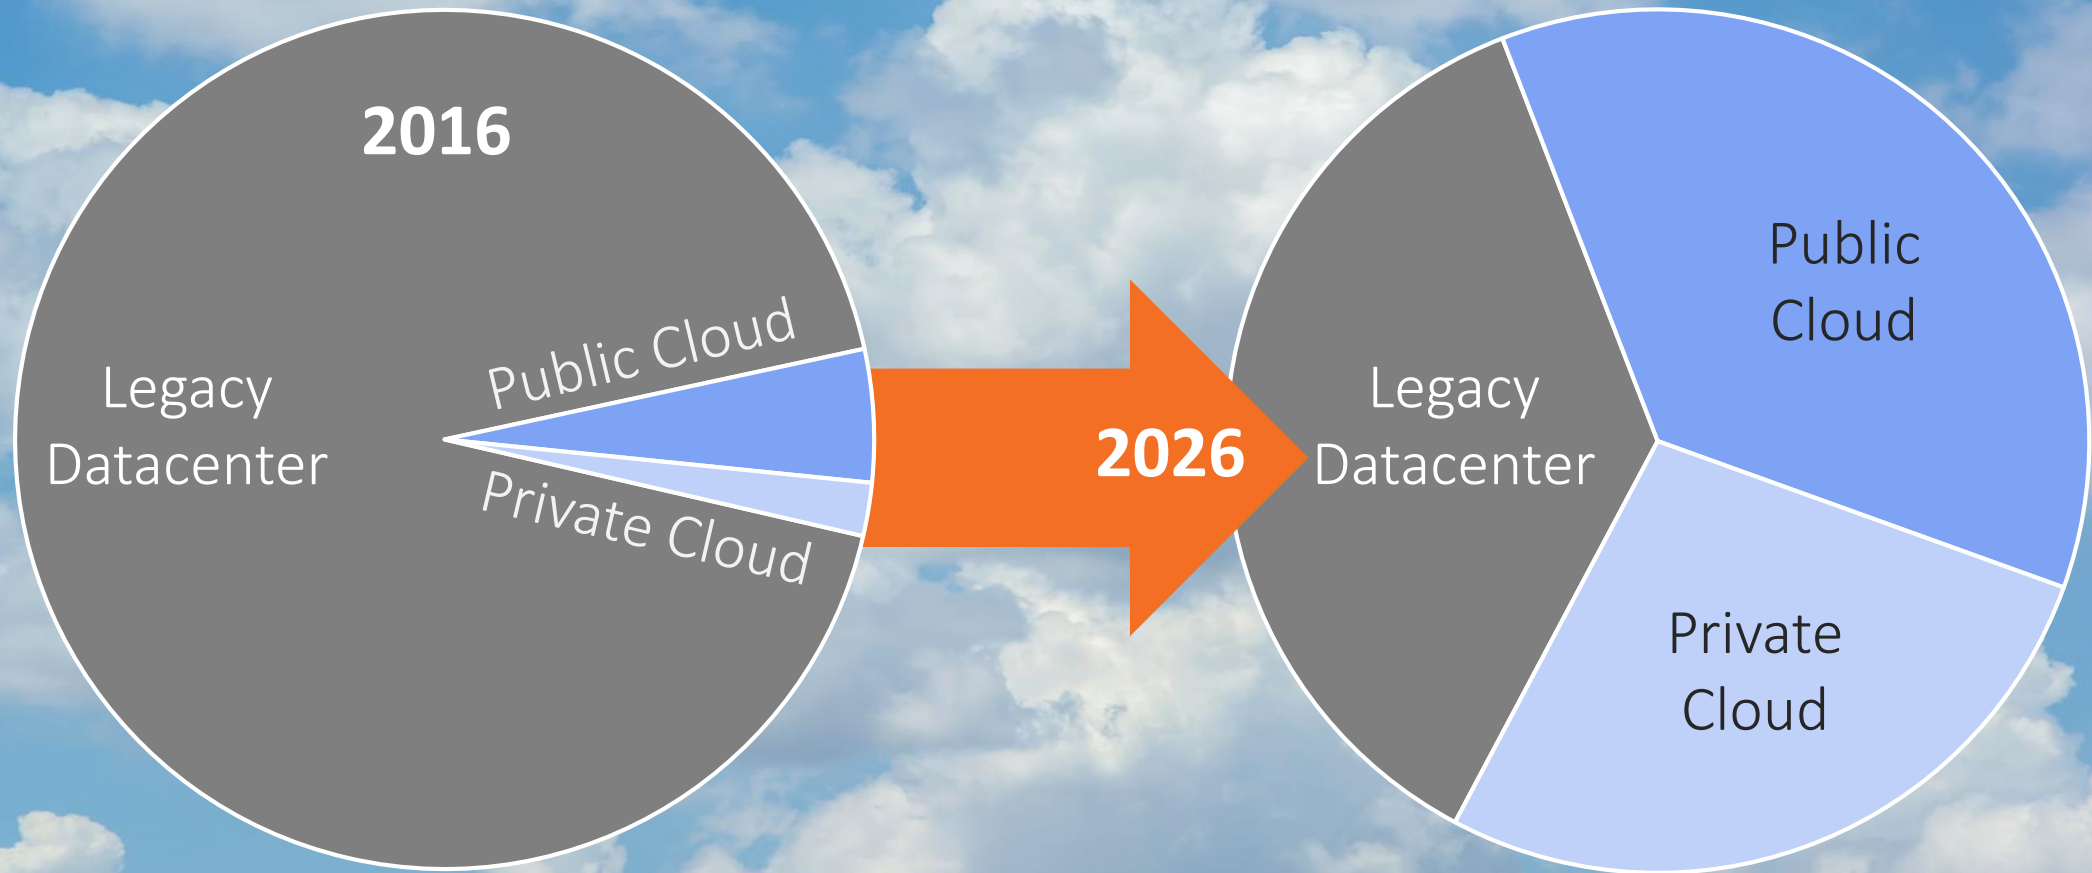 2016
Public Cloud
Legacy
Datacenter
Private Cloud
2026
Legacy
Datacenter
Public
Cloud
Private
Cloud